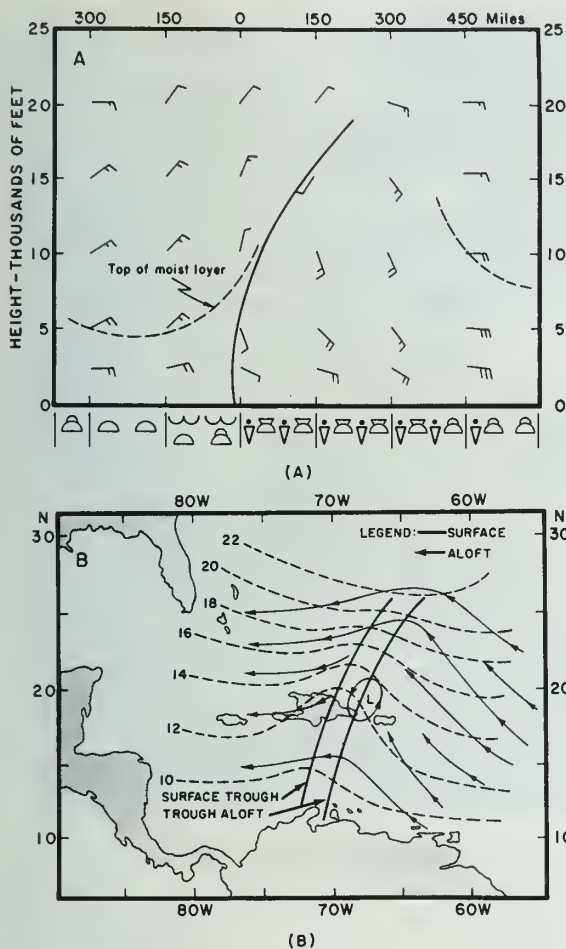 300 150 0 150 300 450 Miles
25 A 25
20 20
15 15
10 10
5 5
0 0
HEIGHT-THOUSANDS OF FEET
Top of moist layer
(A)
80W 70W 60W
N B N
30 30
20 20
10 10
LEGEND: SURFACE
ALOFT
22
20
18
16
14
12
10
L
SURFACE TROUGH
TROUGH ALOFT
80W 70W 60W
(B)